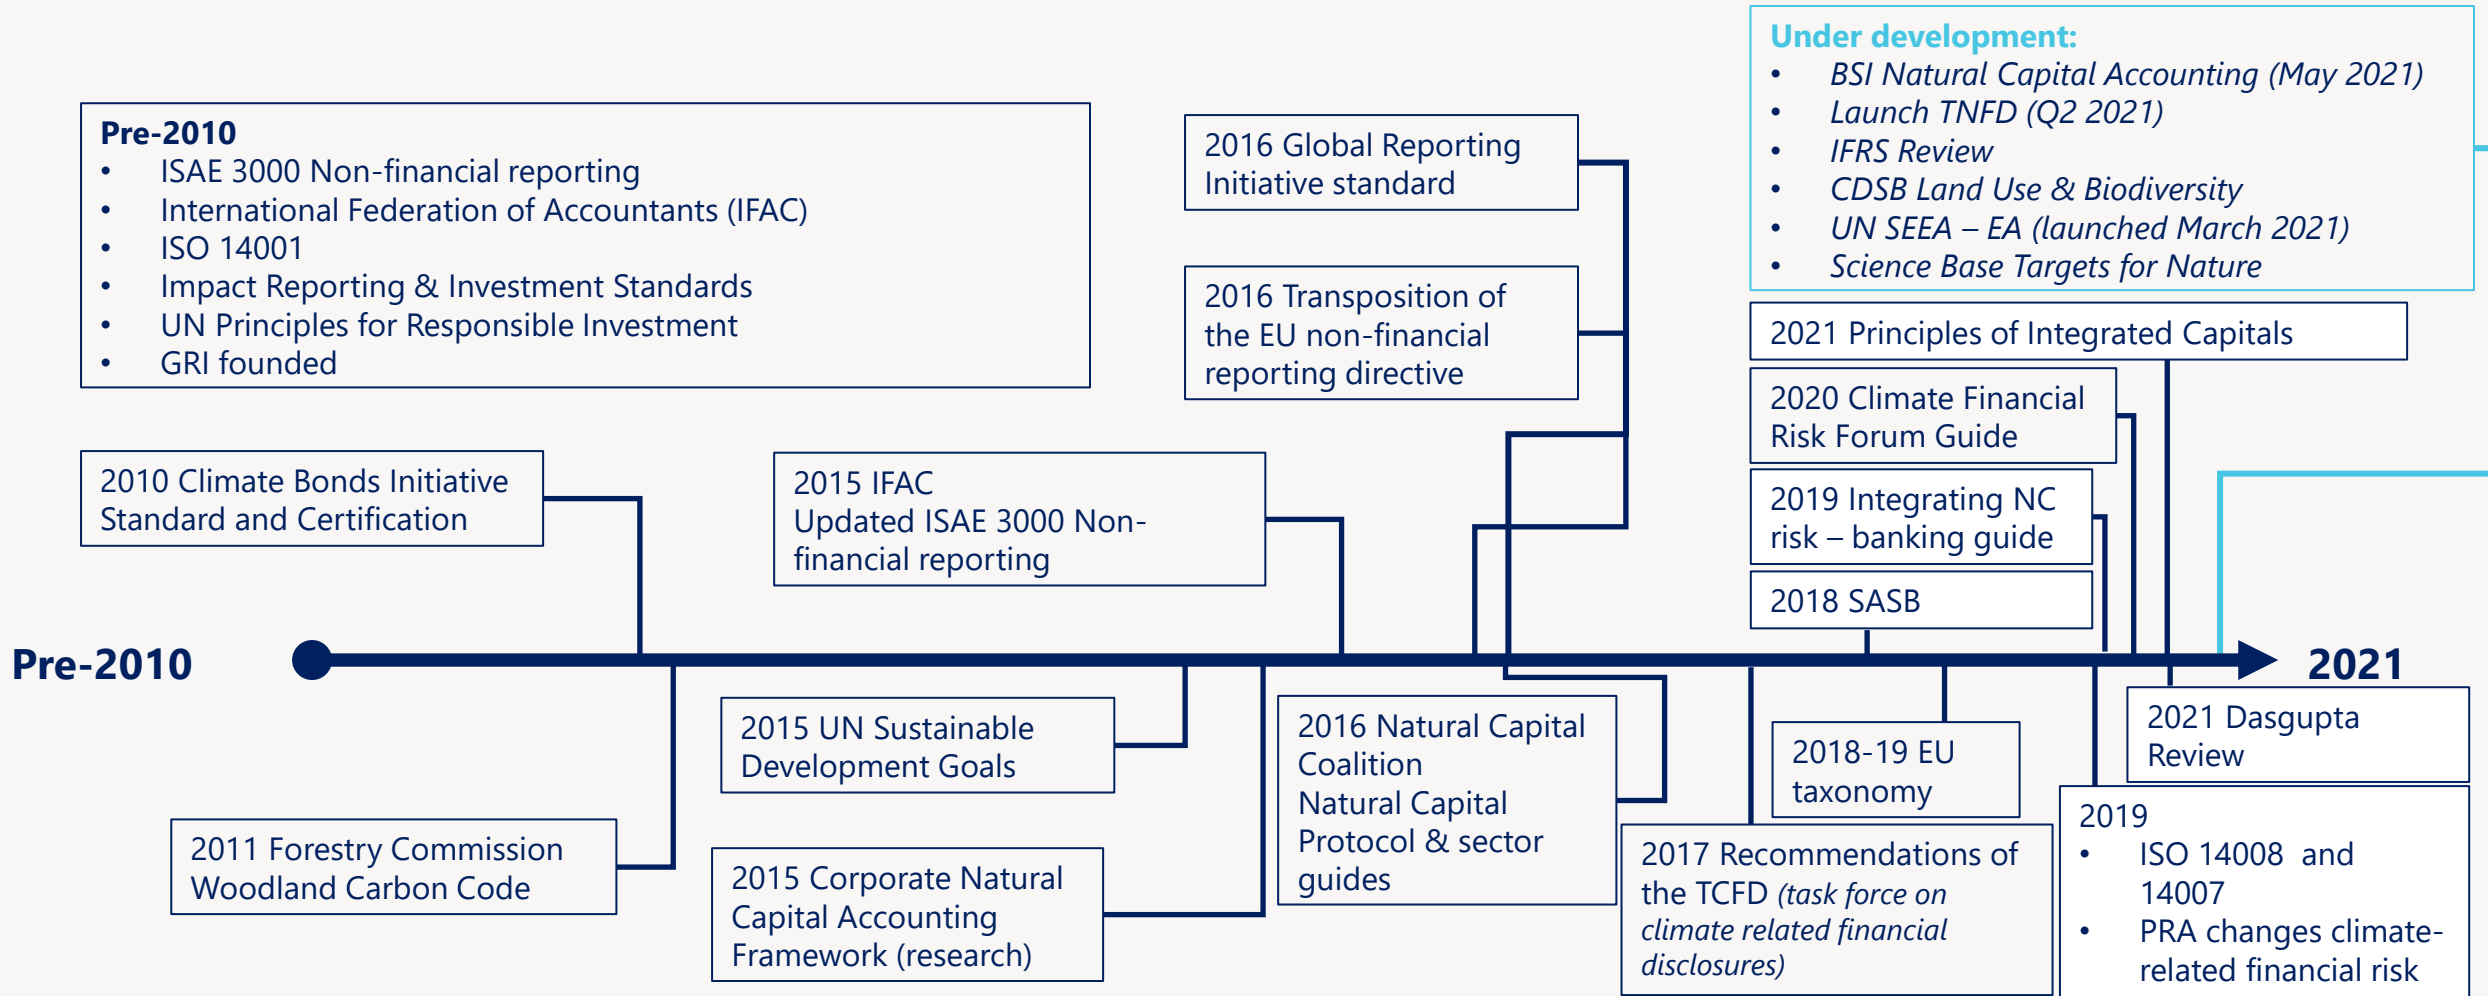 Pre-2010
• ISAE 3000 Non-financial reporting
• International Federation of Accountants (IFAC)
• ISO 14001
• Impact Reporting & Investment Standards
• UN Principles for Responsible Investment
• GRI founded
2016 Global Reporting
Initiative standard
2016 Transposition of
the EU non-financial
reporting directive
Under development:
• BSI Natural Capital Accounting (May 2021)
• Launch TNFD (Q2 2021)
• IFRS Review
• CDSB Land Use & Biodiversity
• UN SEEA – EA (launched March 2021)
• Science Base Targets for Nature
2021 Principles of Integrated Capitals
2020 Climate Financial
Risk Forum Guide
2019 Integrating NC
risk – banking guide
2018 SASB
2010 Climate Bonds Initiative
Standard and Certification
2015 IFAC
Updated ISAE 3000 Non-
financial reporting
Pre-2010
2021
2011 Forestry Commission
Woodland Carbon Code
2015 UN Sustainable
Development Goals
2015 Corporate Natural
Capital Accounting
Framework (research)
2016 Natural Capital
Coalition
Natural Capital
Protocol & sector
guides
2017 Recommendations of
the TCFD (task force on
climate related financial
disclosures)
2018-19 EU
taxonomy
2021 Dasgupta
Review
2019
• ISO 14008 and
14007
• PRA changes climate-
related financial risk